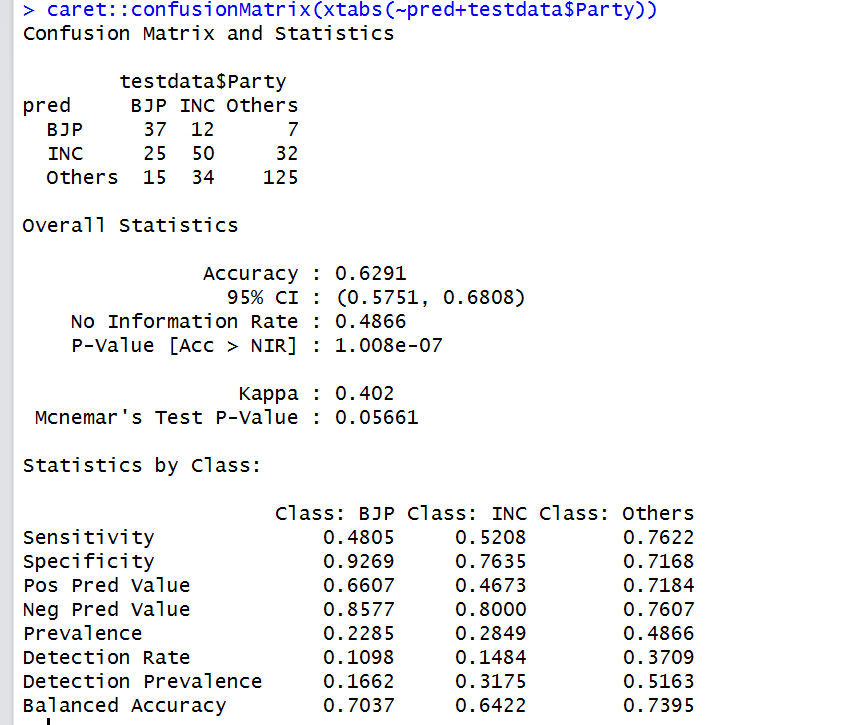 > caret::confusionMatrix(xtabs(~pred+testdata$Party))
Confusion Matrix and Statistics
testdata$Party
pred BJP INC Others
BJP 37 12 7
INC 25 50 32
Others 15 34 125
Overall Statistics
Accuracy : 0.6291
95% CI : (0.5751, 0.6808)
No Information Rate : 0.4866
P-Value [Acc > NIR] : 1.008e-07
Kappa : 0.402
Mcnemar's Test P-Value : 0.05661
Statistics by Class:
Class: BJP Class: INC Class: Others
Sensitivity 0.4805 0.5208 0.7622
Specificity 0.9269 0.7635 0.7168
Pos Pred Value 0.6607 0.4673 0.7184
Neg Pred Value 0.8577 0.8000 0.7607
Prevalence 0.2285 0.2849 0.4866
Detection Rate 0.1098 0.1484 0.3709
Detection Prevalence 0.1662 0.3175 0.5163
Balanced Accuracy 0.7037 0.6422 0.7395